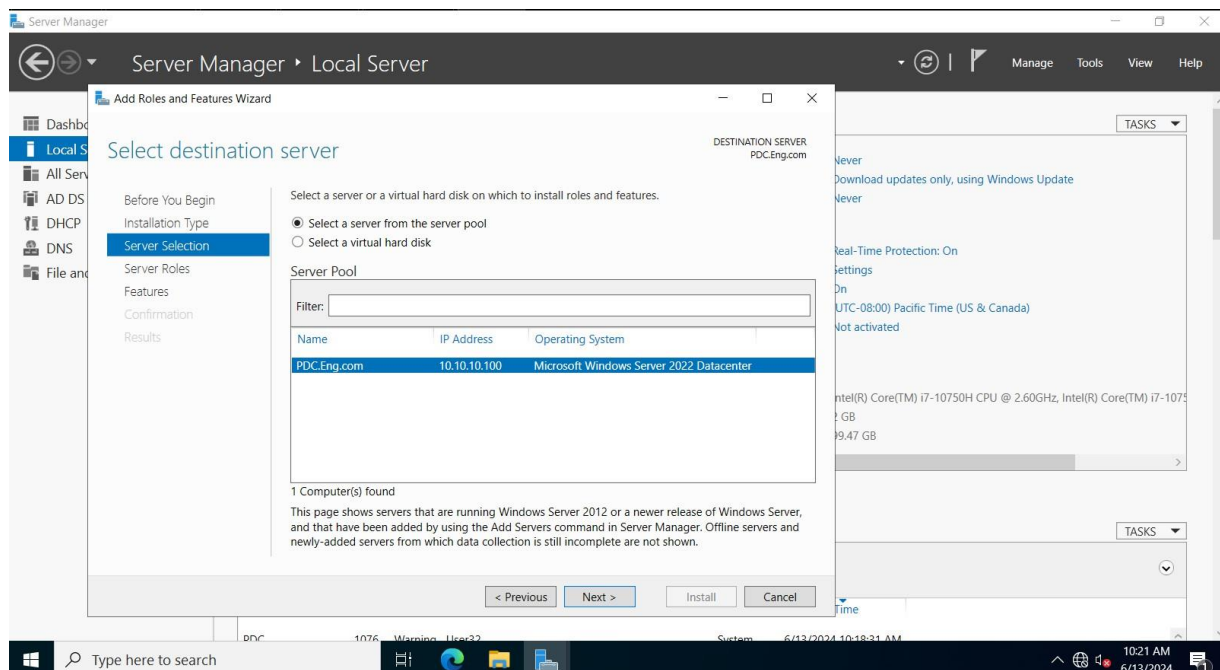 Server Manager
Server Manager • Local Server
Manage Tools View Help
Add Roles and Features Wizard
TASKS
Select destination server
DESTINATION SERVER
PDC.Eng.com
Dashbo
Local S
All Serv
AD DS
DHCP
DNS
File and
Before You Begin
Installation Type
Server Selection
Server Roles
Features
Confirmation
Results
Select a server or a virtual hard disk on which to install roles and features.
Select a server from the server pool
Select a virtual hard disk
Server Pool
Filter:
Name IP Address Operating System
PDC.Eng.com 10.10.10.100 Microsoft Windows Server 2022 Datacenter
1 Computer(s) found
This page shows servers that are running Windows Server 2012 or a newer release of Windows Server,
and that have been added by using the Add Servers command in Server Manager. Offline servers and
newly-added servers from which data collection is still incomplete are not shown.
< Previous Next > Install Cancel
Never
Download updates only, using Windows Update
Never
Real-Time Protection: On
Settings
On
(UTC-08:00) Pacific Time (US & Canada)
Not activated
Intel(R) Core(TM) i7-10750H CPU @ 2.60GHz, Intel(R) Core(TM) i7-1075
2 GB
99.47 GB
TASKS
Time
PDC 1076 Warning User32 System 6/13/2024 10:18:31 AM
Type here to search
10:21 AM
6/13/2024
1